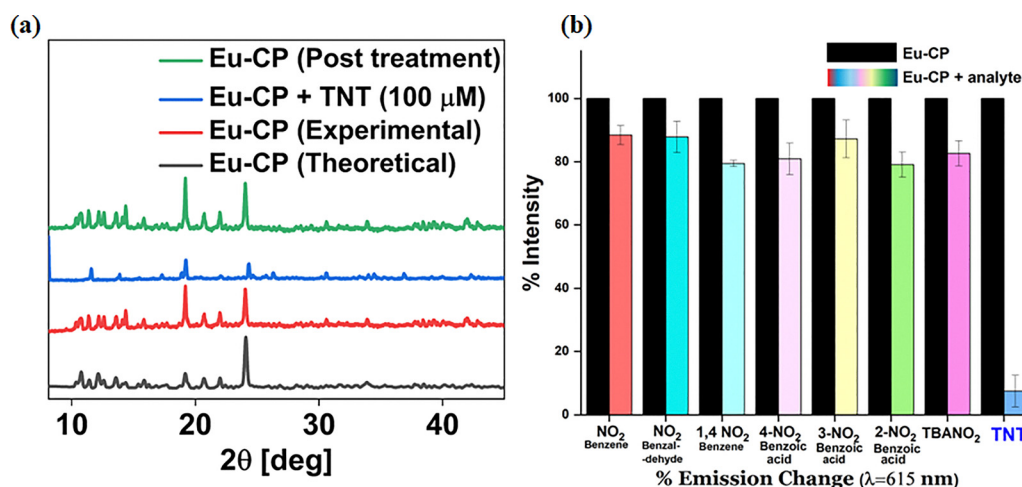 (a)
Eu-CP (Post treatment)
Eu-CP + TNT (100 μM)
Eu-CP (Experimental)
Eu-CP (Theoretical)
10
20
30
40
2θ [deg]
(b)
Eu-CP
Eu-CP + analyte
% Intensity
100
80
60
40
20
0
NO2
Benzene
NO2
Benzal-
-dehyde
1,4 NO2
Benzene
4-NO2
Benzoic
acid
3-NO2
Benzoic
acid
2-NO2
Benzoic
acid
TBANO2
TNT
% Emission Change (λ=615 nm)